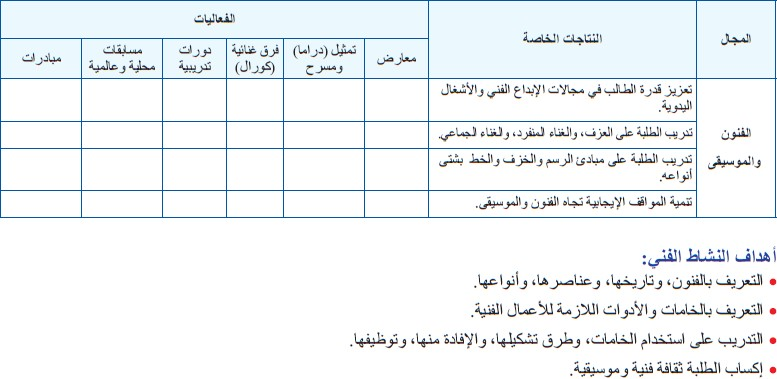 المجال
النتاجات الخاصة
الفعاليات
معارض
تمثيل (دراما)
ومسرح
فرق غنائية
(كورال)
دورات
تدريبية
مسابقات
محلية وعالمية
مبادرات
الفنون
والموسيقى
تعزيز قدرة الطالب في مجالات الإبداع الفني والأشغال
اليدوية.
تدريب الطلبة على العزف، والغناء المنفرد، والغناء الجماعي.
تدريب الطلبة على مبادئ الرسم والخزف والخط بشتى
أنواعه.
تنمية المواقف الإيجابية تجاه الفنون والموسيقى.
أهداف النشاط الفني:
• التعريف بالفنون، وتاريخها، وعناصرها، وأنواعها.
• التعريف بالخامات والأدوات اللازمة للأعمال الفنية.
• التدريب على استخدام الخامات، وطرق تشكيلها، والإفادة منها، وتوظيفها.
• إكساب الطلبة ثقافة فنية وموسيقية.